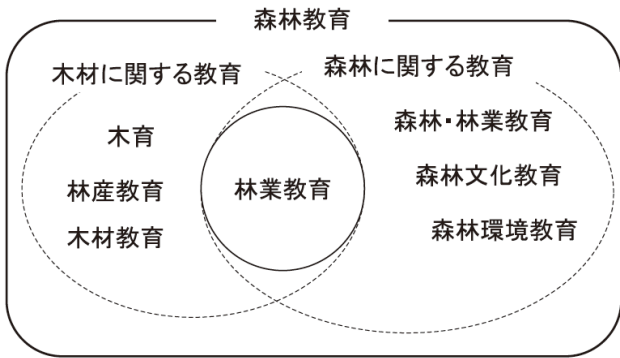 森林教育
木材に関する教育
森林に関する教育
木育
林産教育
木材教育
林業教育
森林・林業教育
森林文化教育
森林環境教育